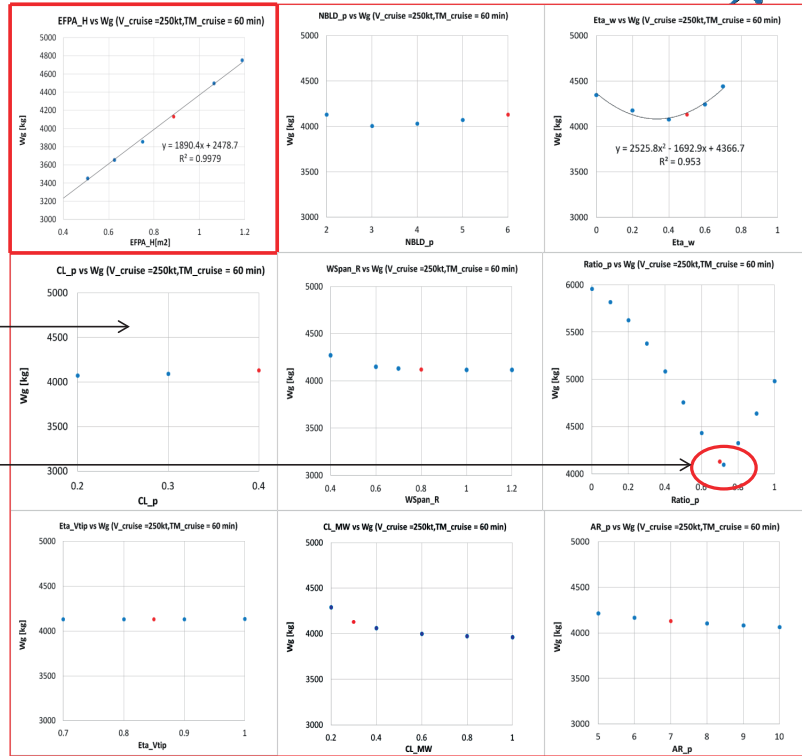 EFPA_H vs Wg (V_cruise =250kt,TM_cruise = 60 min)
Wg [kg]
5000
4800
4600
4400
4200
4000
3800
3600
3400
3200
3000
y = 1890.4x + 2478.7
R² = 0.9979
0.4 0.6 0.8 1 1.2
EFPA_H[m2]
NBLD_p vs Wg (V_cruise =250kt,TM_cruise = 60 min)
Wg [kg]
5000
4500
4000
3500
3000
2 3 4 5 6
NBLD_p
Eta_w vs Wg (V_cruise =250kt,TM_cruise = 60 min)
Wg [kg]
5000
4500
4000
3500
3000
y = 2525.8x² - 1692.9x + 4366.7
R² = 0.953
0 0.2 0.4 0.6 0.8 1
Eta_w
CL_p vs Wg (V_cruise =250kt,TM_cruise = 60 min)
Wg [kg]
5000
4500
4000
3500
3000
0.2 0.3 0.4
CL_p
WSpan_R vs Wg (V_cruise =250kt,TM_cruise = 60 min)
Wg [kg]
5000
4500
4000
3500
3000
0.4 0.6 0.8 1 1.2
WSpan_R
Ratio_p vs Wg (V_cruise =250kt,TM_cruise = 60 min)
Wg [kg]
6000
5500
5000
4500
4000
0 0.2 0.4 0.6 0.8 1
Ratio_p
Eta_Vtip vs Wg (V_cruise =250kt,TM_cruise = 60 min)
Wg [kg]
5000
4500
4000
3500
3000
0.7 0.8 0.9 1
Eta_Vtip
CL_MW vs Wg (V_cruise =250kt,TM_cruise = 60 min)
Wg [kg]
5000
4500
4000
3500
3000
0.2 0.4 0.6 0.8 1
CL_MW
AR_p vs Wg (V_cruise =250kt,TM_cruise = 60 min)
Wg [kg]
5000
4500
4000
3500
3000
5 6 7 8 9 10
AR_p